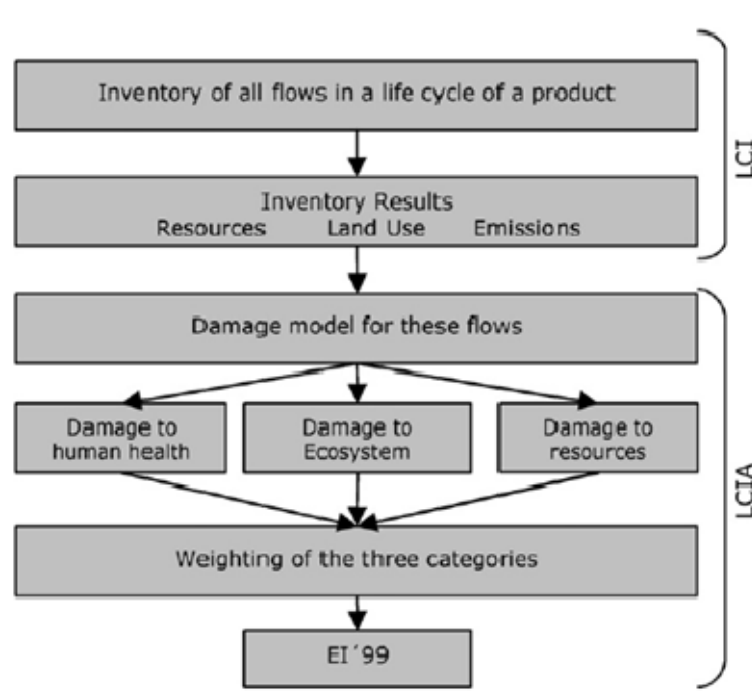 Inventory of all flows in a life cycle of a product
LCI
Inventory Results
Resources Land Use Emissions
Damage model for these flows
Damage to
human health
Damage to
Ecosystem
Damage to
resources
LCIA
Weighting of the three categories
EI´99